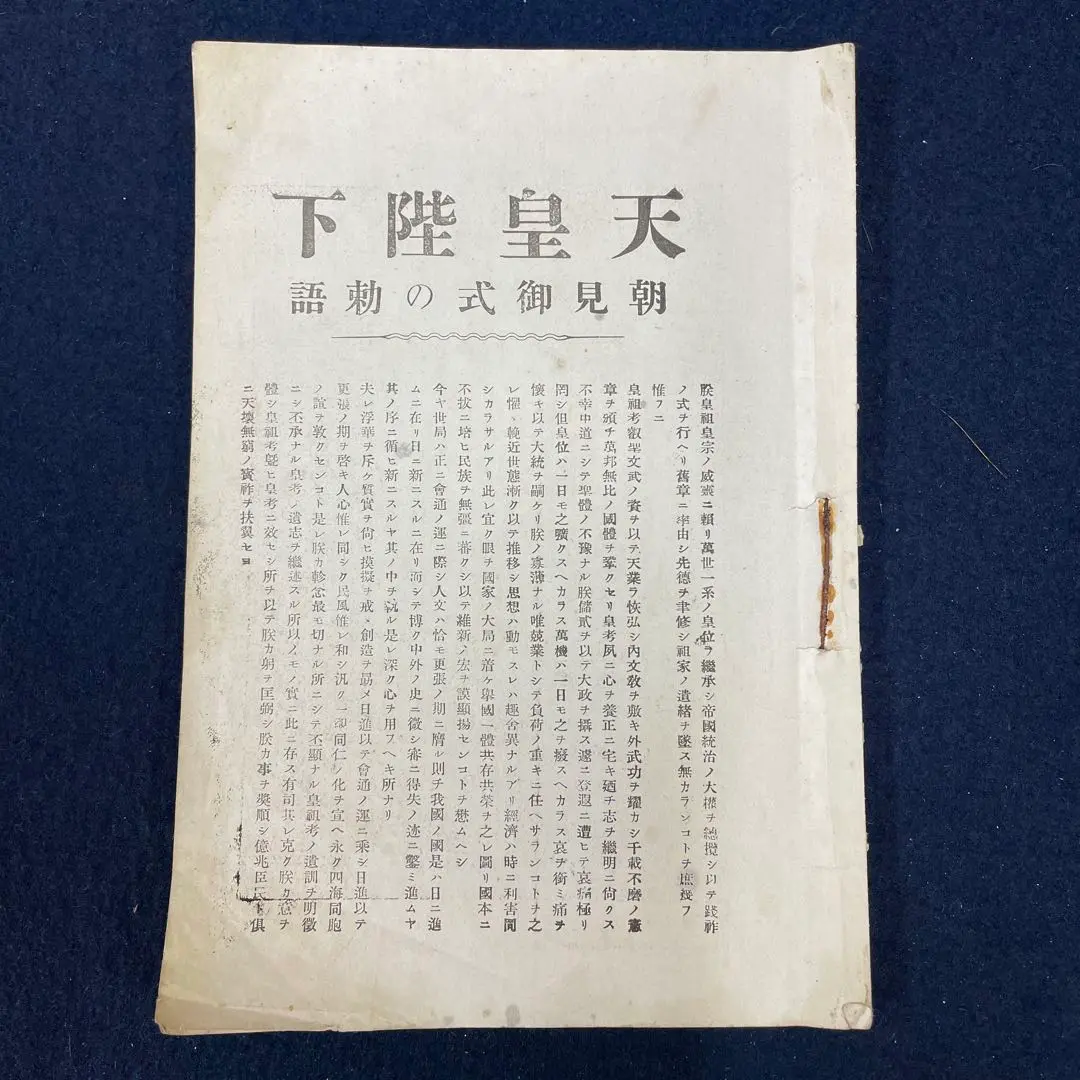 天皇陛下
朝見御式の勅語
朕皇祖皇宗ノ威霊ニ頼リ萬世一系ノ皇位ヲ繼承シ帝國統治ノ大權ヲ總攬シ以テ踐祚
ノ式ヲ行ヘリ舊章ニ率由シ先德ヲ聿修シ祖宗ノ遺緒ヲ墜ス無カランコトヲ庶幾フ
惟フニ
皇祖考叡聖文武ノ資ヲ以テ天業ヲ恢弘シ內文敎ヲ敷キ外武功ヲ耀カシ千載不磨ノ憲
章ヲ頒チ萬邦無比ノ國體ヲ鞏クセリ皇考夙ニ心ヲ養正ニ宅キ廼チ志ヲ繼明ニ尙クス
不幸中道ニシテ聖體ノ不豫ナル朕儲貳ヲ以テ大政ヲ攝ス遽ニ登遐ニ遭ヒテ哀痛極リ
罔シ但皇位ハ一日モ之ヲ曠クスヘカラス萬機ハ一日モ之ヲ廢スヘカラス哀ヲ銜ミ痛ヲ
懷キ以テ大統ヲ嗣ケリ朕ノ寡薄ナル唯兢業トシテ負荷ノ重キニ任ヘサランコトヲ之
レ懼ル輓近世態漸ク以テ推移シ思想ハ動モスレハ趣舍異ナルアリ經濟ハ時ニ利害同
シカラサルアリ此レ宜ク眼ヲ國家ノ大局ニ着ケ擧國一體共存共榮ヲ之レ圖リ國本ニ
不拔ニ培ヒ民族ヲ無疆ニ蕃クシ以テ維新ノ宏ヲ謨顯揚センコトヲ懋ムヘシ
今ヤ世局ハ正ニ會通ノ運ニ際シ人文ハ恰モ更張ノ期ニ膺ル則チ我國ノ國是ハ日ニ進
ムニ在リ日ニ新ニスルニ在リ而シテ博ク中外ノ史ニ徵シ審ニ得失ノ迹ニ鑒ミ進ムヤ
其ノ序ニ循ヒ新ニスルヤ其ノ中ヲ執ル是レ深ク心ヲ用フヘキ所ナリ
夫レ浮華ヲ斥ケ質實ヲ尙ヒ摸擬ヲ戒メ創造ヲ勗メ日進以テ會通ノ運ニ乘シ日進以テ
更張ノ期ヲ啓キ人心惟レ同シク民風惟レ和シ汎ク一視同仁ノ化ヲ宣ヘ永ク四海同胞
ノ誼ヲ敦クセンコト是レ朕カ軫念最モ切ナル所ニシテ丕顯ナル皇祖考ノ遺訓ヲ明徵
ニシ丕承ナル皇考ノ遺志ヲ繼述スル所以ノモノ實ニ此ニ存ス有司其レ克ク朕カ意ヲ
體シ皇祖考曁ヒ皇考ニ效セシ所ヲ以テ朕カ躬ヲ匡弼シ朕カ事ヲ奬順シ億兆臣民ト俱
ニ天壤無窮ノ寶祚ヲ扶翼セヨ